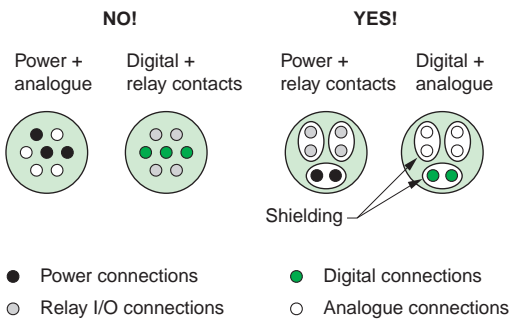 NO!
YES!
Power +
analogue
Digital +
relay contacts
Power +
relay contacts
Digital +
analogue
Shielding
Power connections
Digital connections
Relay I/O connections
Analogue connections